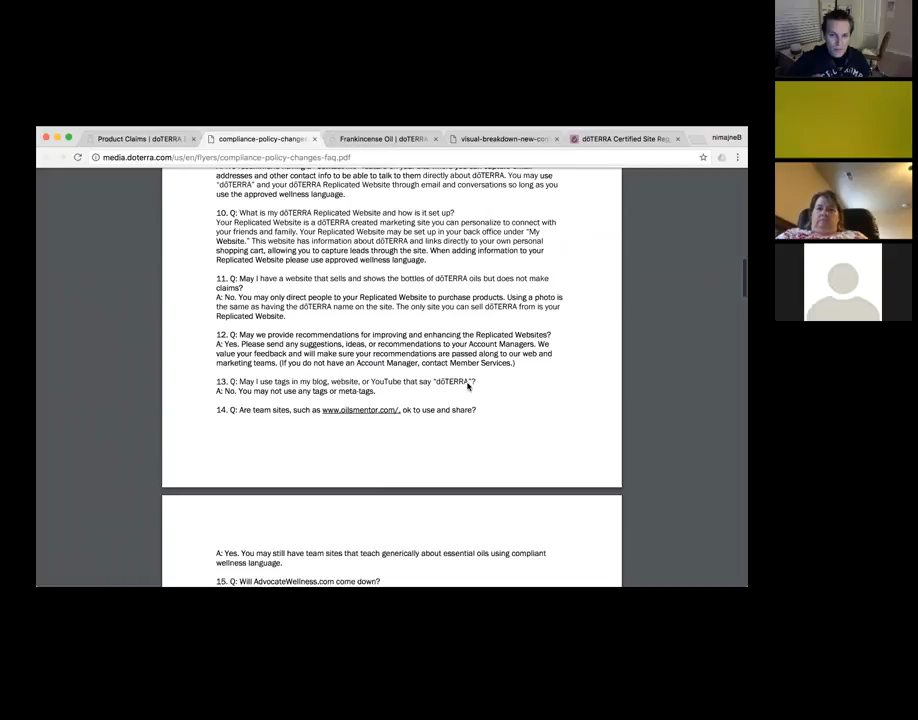 Product Claims | doTERRA |
compliance-policy-changes
Frankincense Oil | doTERRA
visual-breakdown-new-con
dōTERRA Certified Site Reg
nimajneB
media.doterra.com/us/en/flyers/compliance-policy-changes-faq.pdf
addresses and other contact info to be able to talk to them directly about dōTERRA. You may use
"dōTERRA" and your dōTERRA Replicated Website through email and conversations so long as you
use the approved wellness language.
10. Q: What is my dōTERRA Replicated Website and how is it set up?
Your Replicated Website is a dōTERRA created marketing site you can personalize to connect with
your friends and family. Your Replicated Website may be set up in your back office under "My
Website." This website has information about dōTERRA and links directly to your own personal
shopping cart, allowing you to capture leads through the site. When adding information to your
Replicated Website please use approved wellness language.
11. Q: May I have a website that sells and shows the bottles of dōTERRA oils but does not make
claims?
A: No. You may only direct people to your Replicated Website to purchase products. Using a photo is
the same as having the dōTERRA name on the site. The only site you can sell dōTERRA from is your
Replicated Website.
12. Q: May we provide recommendations for improving and enhancing the Replicated Websites?
A: Yes. Please send any suggestions, ideas, or recommendations to your Account Managers. We
value your feedback and will make sure your recommendations are passed along to our web and
marketing teams. (If you do not have an Account Manager, contact Member Services.)
13. Q: May I use tags in my blog, website, or YouTube that say "dōTERRA"?
A: No. You may not use any tags or meta-tags.
14. Q: Are team sites, such as www.oilsmentor.com/, ok to use and share?
A: Yes. You may still have team sites that teach generically about essential oils using compliant
wellness language.
15. Q: Will AdvocateWellness.com come down?